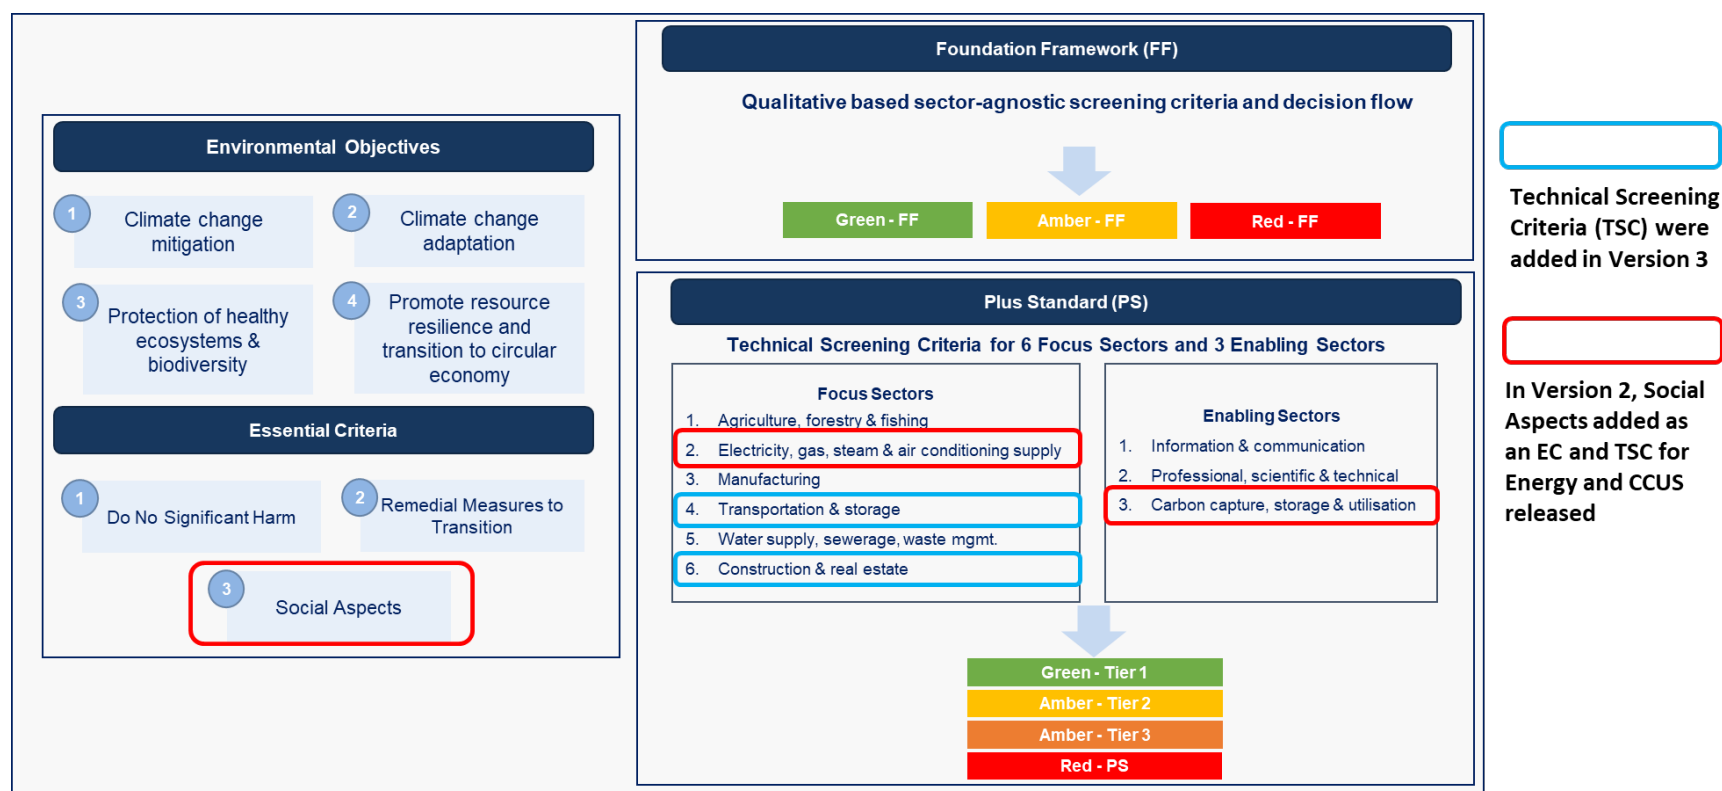 Environmental Objectives
1
Climate change
mitigation
2
Climate change
adaptation
3
Protection of healthy
ecosystems &
biodiversity
4
Promote resource
resilience and
transition to circular
economy
Essential Criteria
1
Do No Significant Harm
2
Remedial Measures to
Transition
3
Social Aspects
Foundation Framework (FF)
Qualitative based sector-agnostic screening criteria and decision flow
Green - FF
Amber - FF
Red - FF
Plus Standard (PS)
Technical Screening Criteria for 6 Focus Sectors and 3 Enabling Sectors
Focus Sectors
1. Agriculture, forestry & fishing
2. Electricity, gas, steam & air conditioning supply
3. Manufacturing
4. Transportation & storage
5. Water supply, sewerage, waste mgmt.
6. Construction & real estate
Enabling Sectors
1. Information & communication
2. Professional, scientific & technical
3. Carbon capture, storage & utilisation
Green - Tier 1
Amber - Tier 2
Amber - Tier 3
Red - PS
Technical Screening
Criteria (TSC) were
added in Version 3
In Version 2, Social
Aspects added as
an EC and TSC for
Energy and CCUS
released